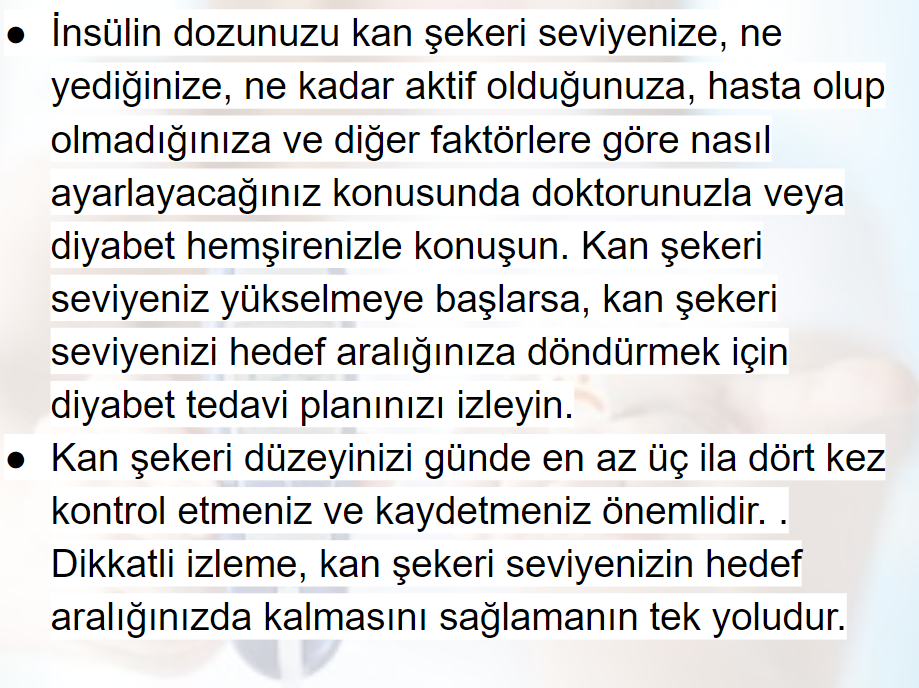 ● İnsülin dozunuzu kan şekeri seviyenize, ne
yediğinize, ne kadar aktif olduğunuza, hasta olup
olmadığınıza ve diğer faktörlere göre nasıl
ayarlayacağınız konusunda doktorunuzla veya
diyabet hemşirenizle konuşun. Kan şekeri
seviyeniz yükselmeye başlarsa, kan şekeri
seviyenizi hedef aralığınıza döndürmek için
diyabet tedavi planınızı izleyin.
● Kan şekeri düzeyinizi günde en az üç ila dört kez
kontrol etmeniz ve kaydetmeniz önemlidir. .
Dikkatli izleme, kan şekeri seviyenizin hedef
aralığınızda kalmasını sağlamanın tek yoludur.